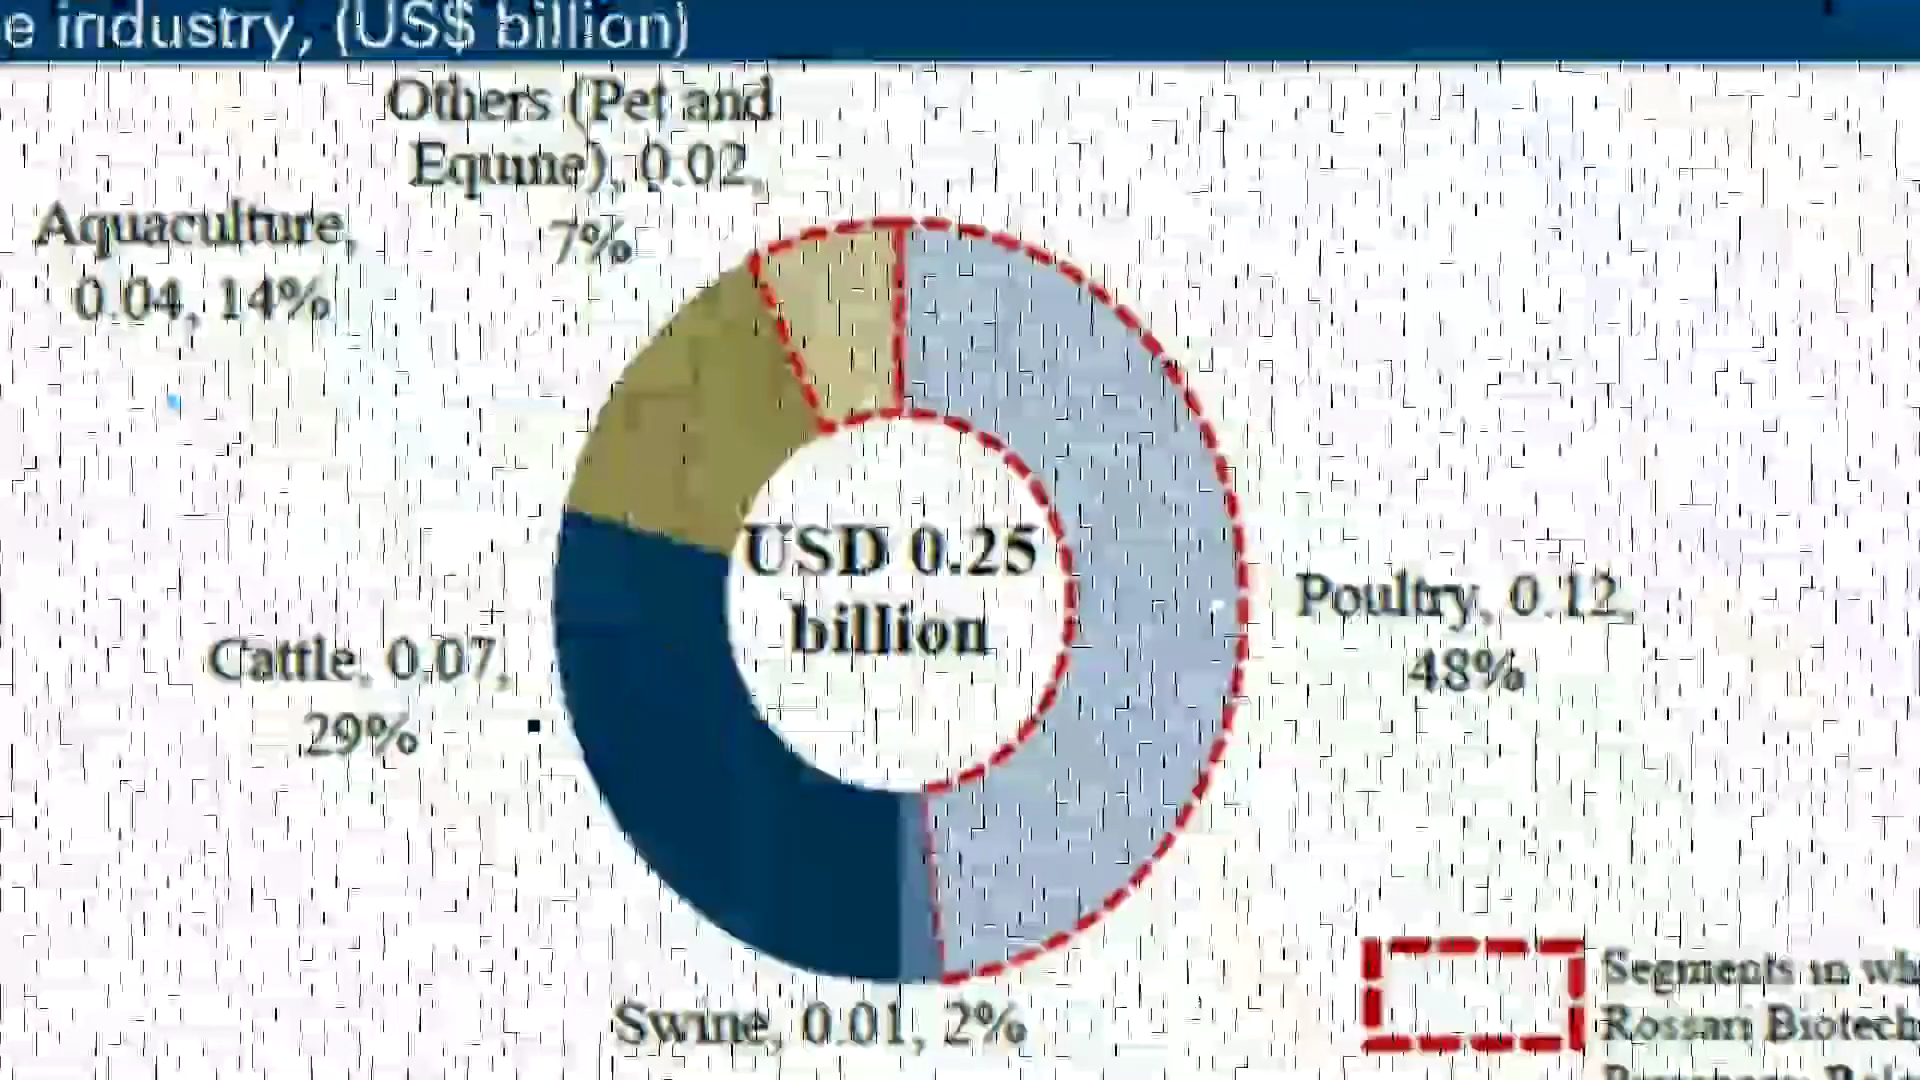 e industry, (US$ billion)
Others (Pet and
Equine), 0.02,
7%
Aquaculture,
0.04, 14%
USD 0.25
billion
Poultry, 0.12,
48%
Cattle, 0.07,
29%
Swine, 0.01, 2%
Segments in wh
Rossari Biotech